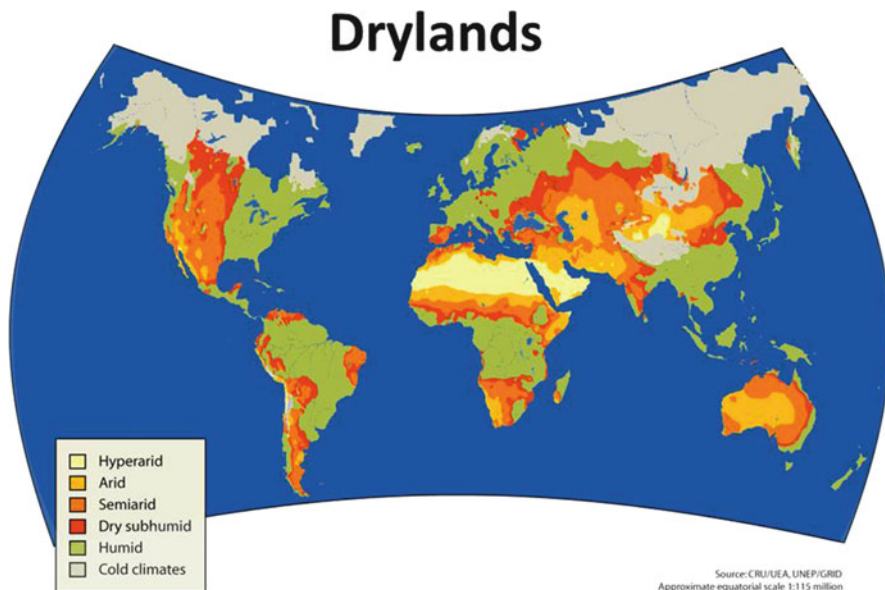 Drylands
Hyperarid
Arid
Semiarid
Dry subhumid
Humid
Cold climates
Source: CRU/UEA, UNEP/GRID
Approximate equatorial scale 1:115 million